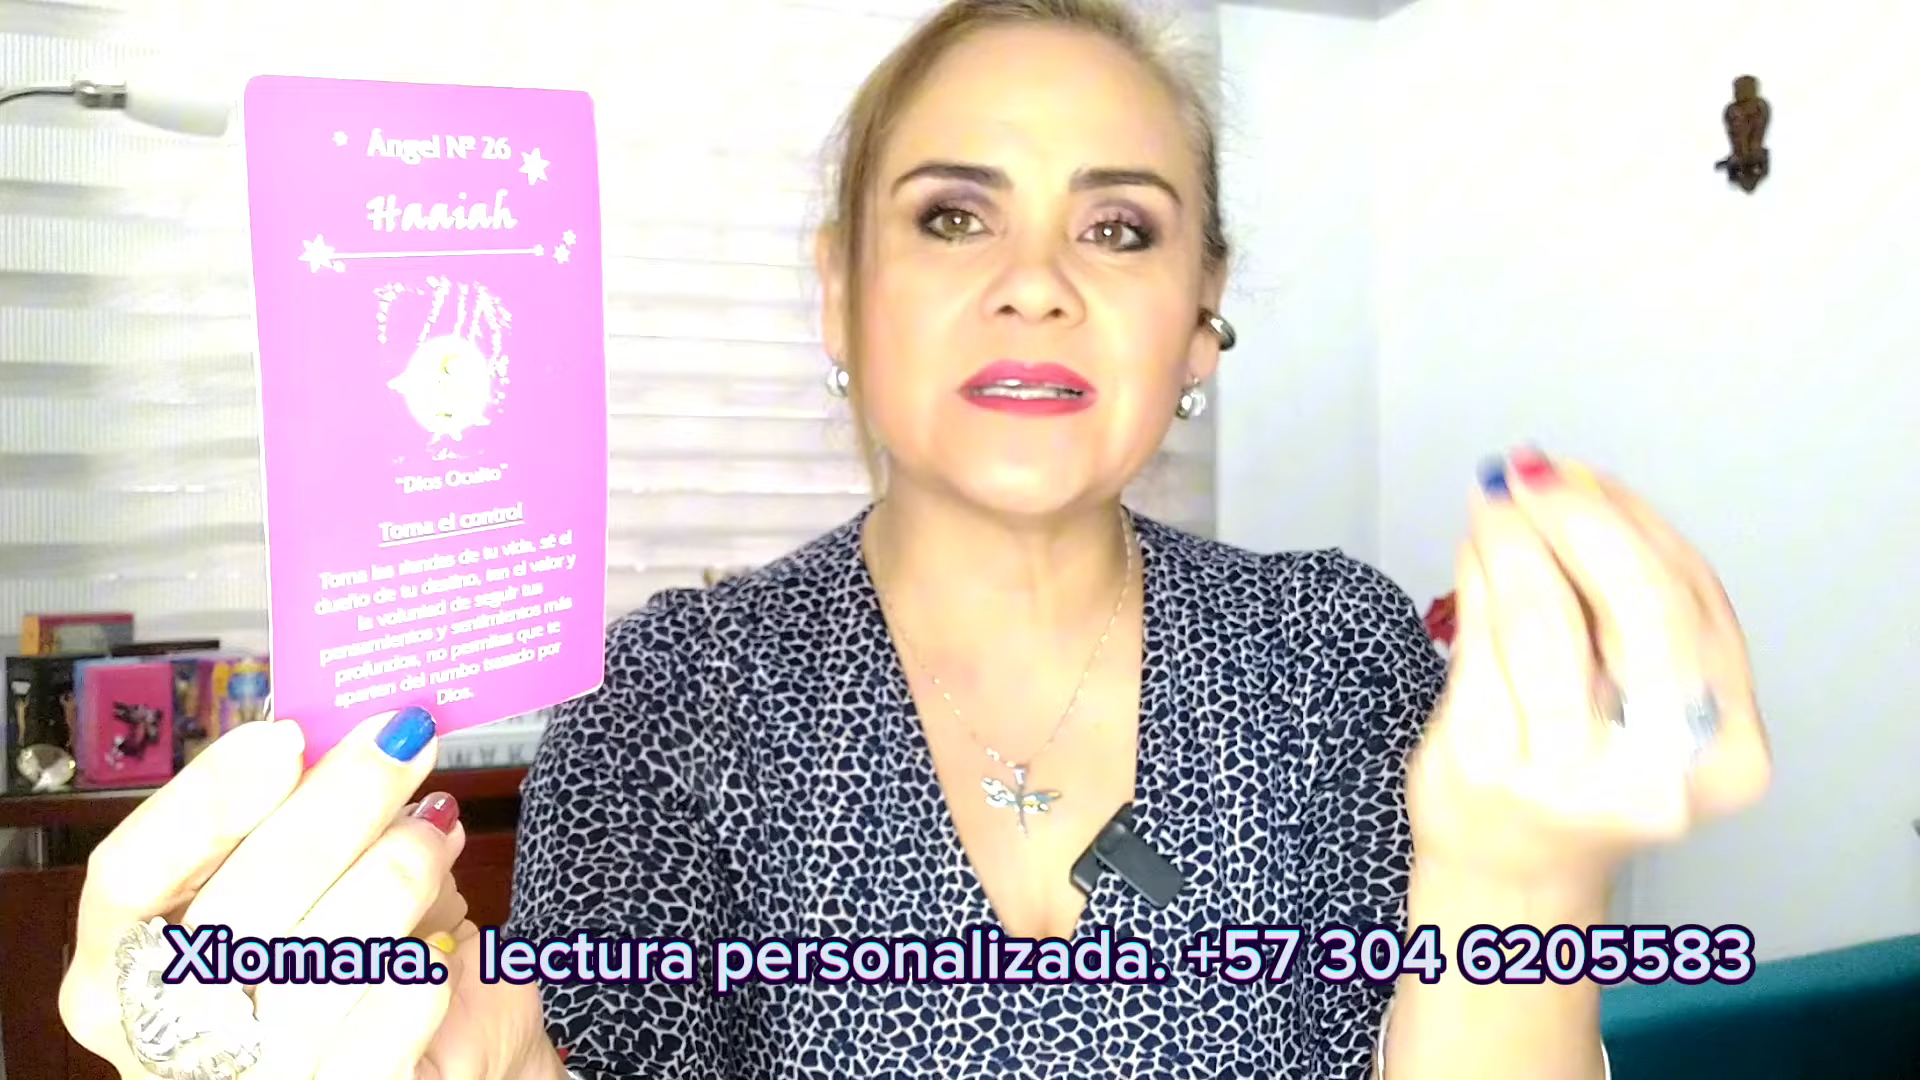 Ángel Nº 26
Haaiah
"Dios Oculto"
Toma el control
Toma las riendas de tu vida, sé el
dueño de tu destino, ten el valor y
la voluntad de seguir tus
pensamientos y sentimientos más
profundos, no permitas que te
aparten del rumbo trazado por
Dios.
Xiomara. lectura personalizada. +57 304 6205583